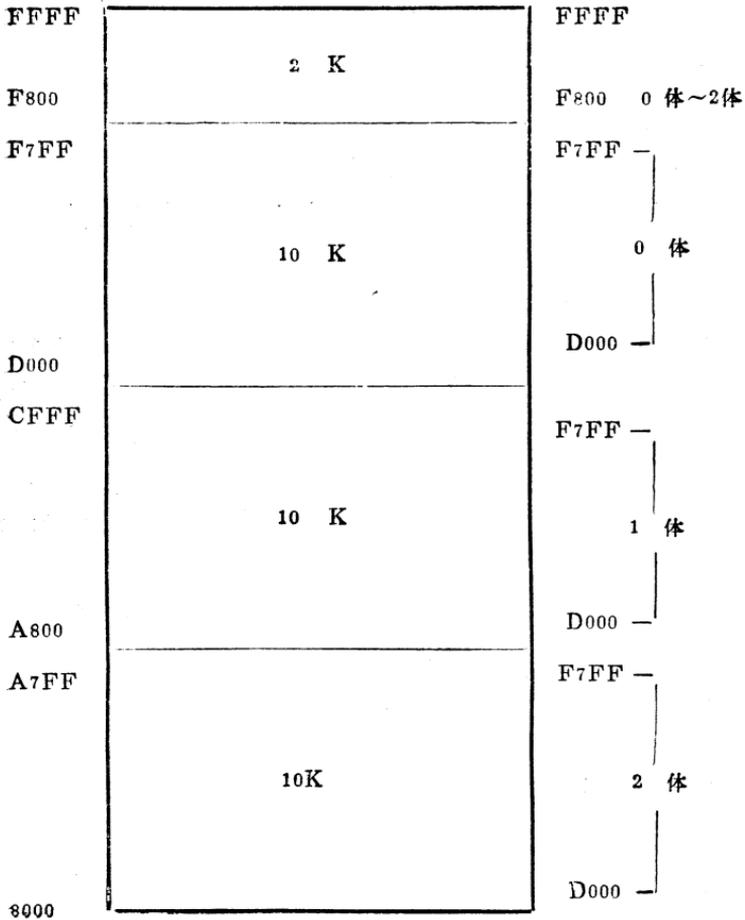 FFFF FFFF
2 K
F800 F800 0 体～2体
F7FF F7FF
10 K 0 体
D000
D000
CFFF F7FF
10 K 1 体
A800 D000
A7FF F7FF
10K 2 体
D000
8000